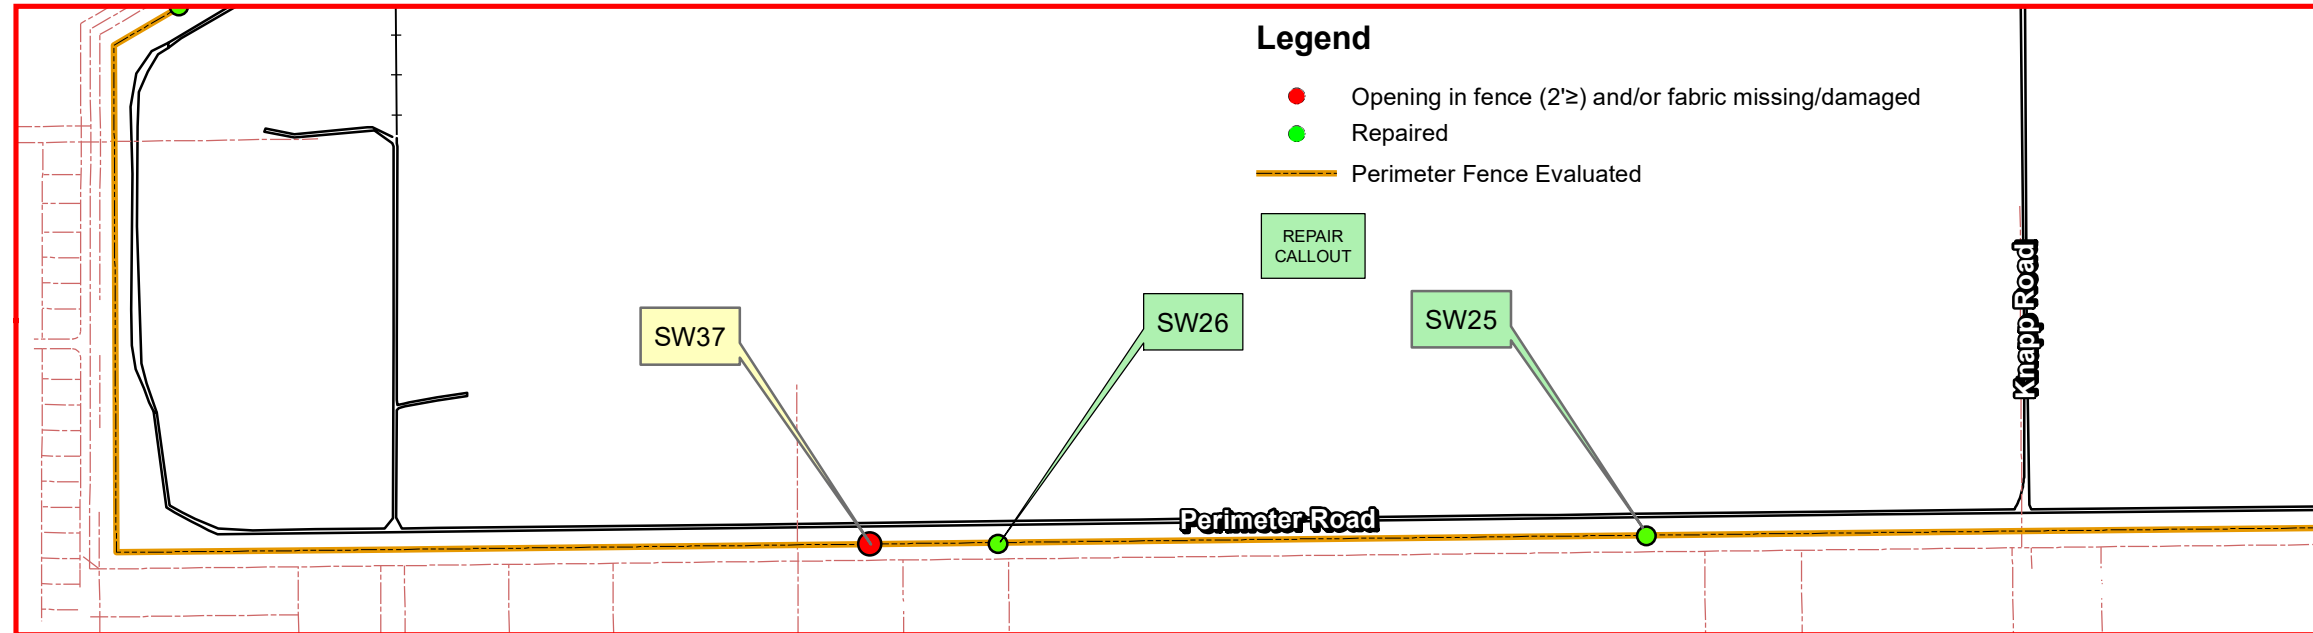 Legend
Opening in fence (2'≥) and/or fabric missing/damaged
Repaired
Perimeter Fence Evaluated
REPAIR
CALLOUT
SW37
SW26
SW25
Knapp Road
Perimeter Road